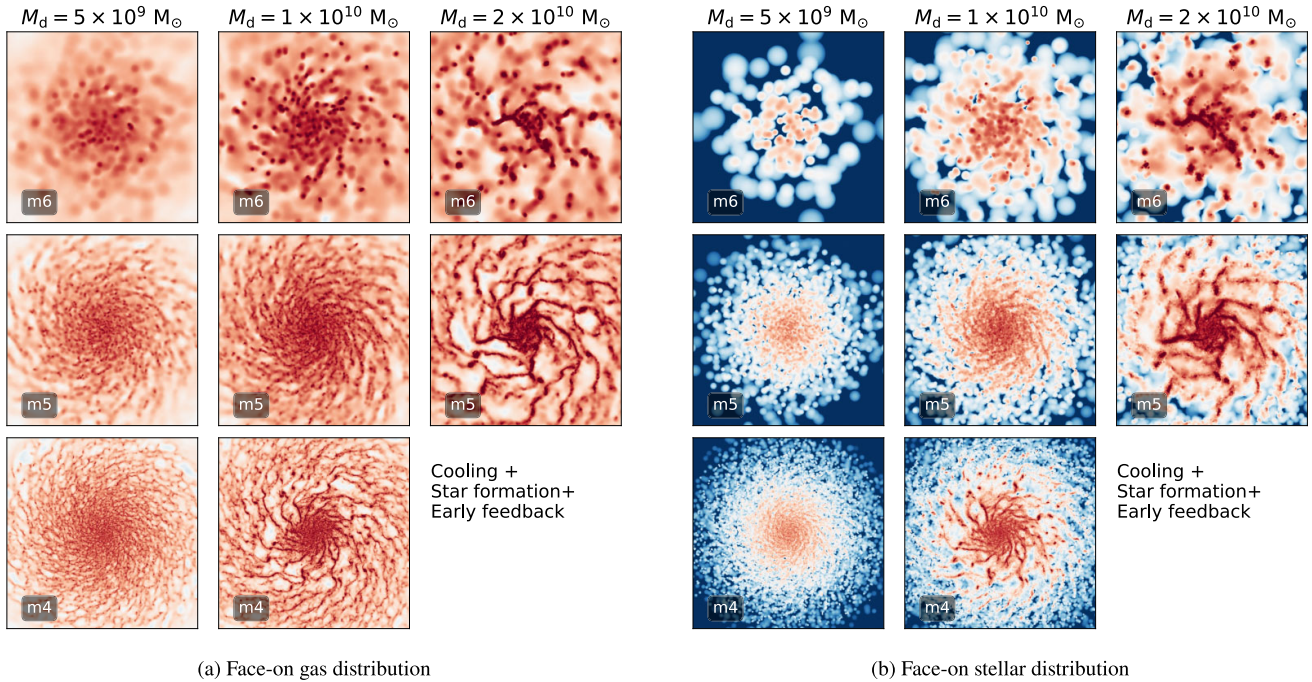 M_d = 5 × 10^9 M_⊙
M_d = 1 × 10^10 M_⊙
M_d = 2 × 10^10 M_⊙
m6
m6
m6
m5
m5
m5
m4
m4
Cooling +
Star formation+
Early feedback
(a) Face-on gas distribution
M_d = 5 × 10^9 M_⊙
M_d = 1 × 10^10 M_⊙
M_d = 2 × 10^10 M_⊙
m6
m6
m6
m5
m5
m5
m4
m4
Cooling +
Star formation+
Early feedback
(b) Face-on stellar distribution